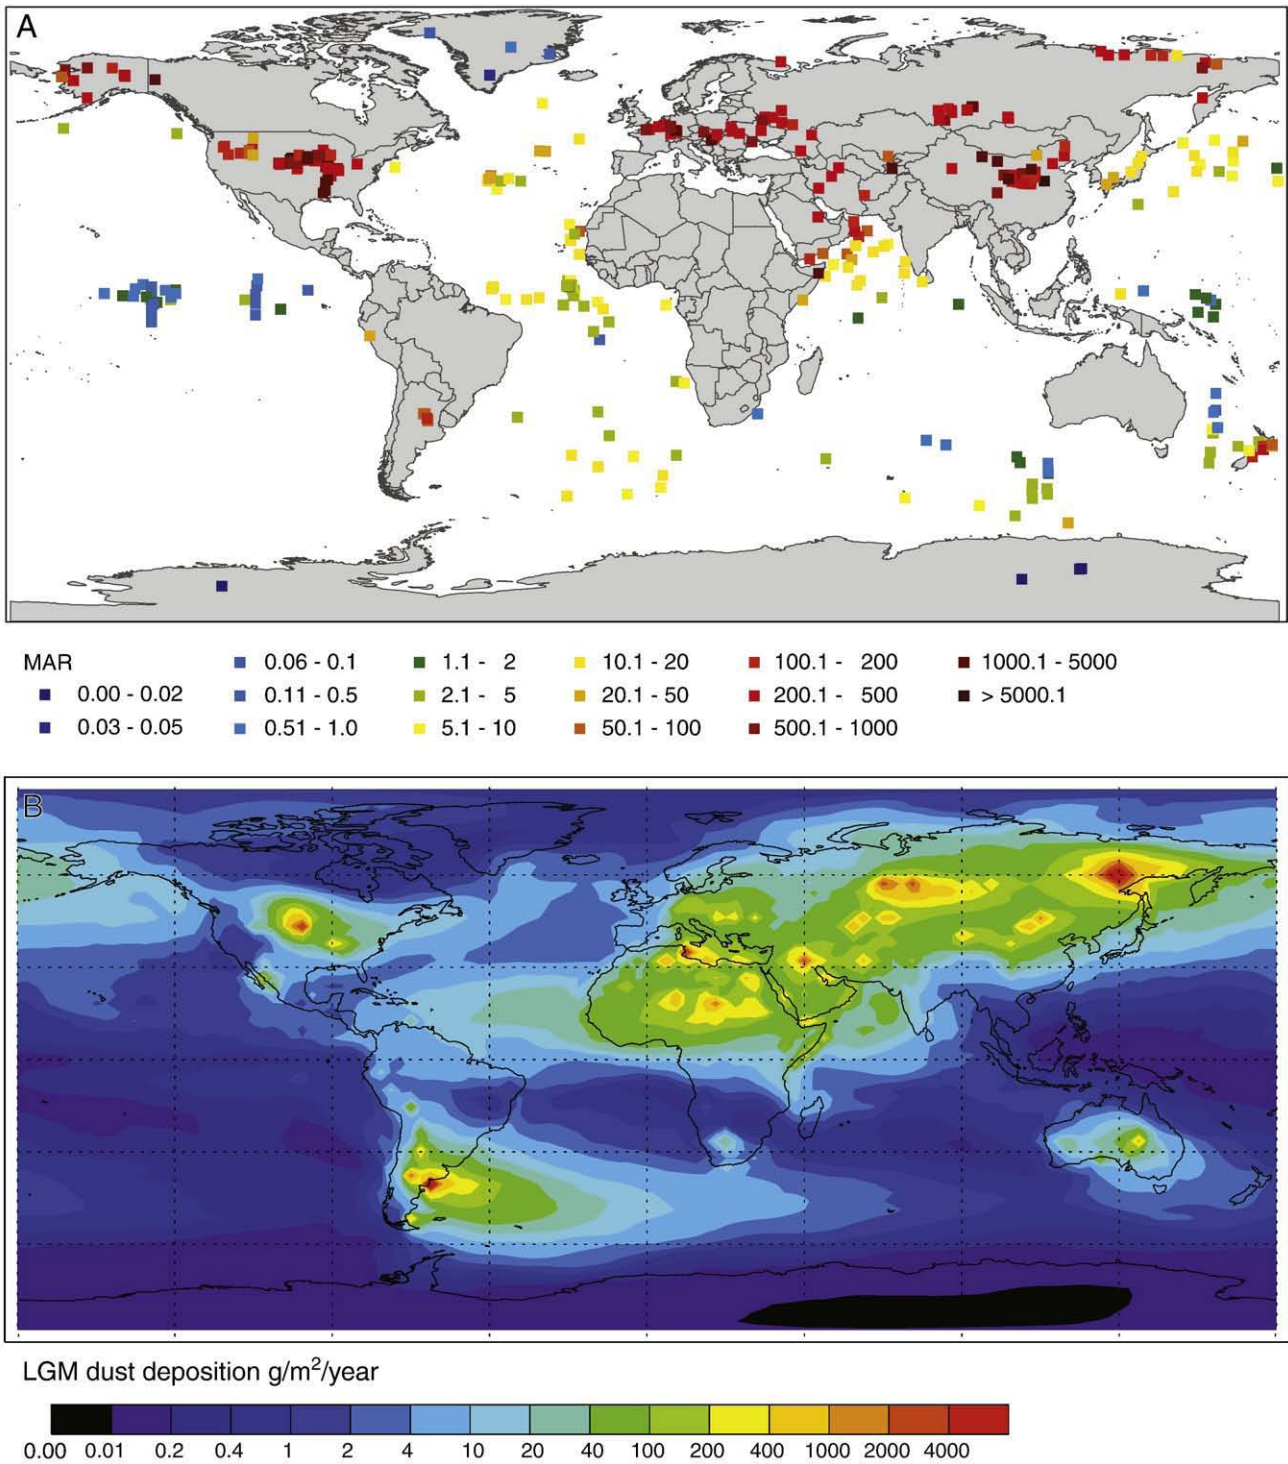 A
MAR
0.06 - 0.1 1.1 - 2 10.1 - 20 100.1 - 200 1000.1 - 5000
0.00 - 0.02 0.11 - 0.5 2.1 - 5 20.1 - 50 200.1 - 500 > 5000.1
0.03 - 0.05 0.51 - 1.0 5.1 - 10 50.1 - 100 500.1 - 1000
B
LGM dust deposition g/m²/year
0.00 0.01 0.2 0.4 1 2 4 10 20 40 100 200 400 1000 2000 4000